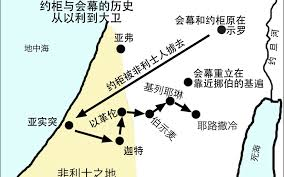 约柜与会幕的历史
从以利到大卫
会幕和约柜原在
示罗
地中海
亚弗
约旦河
约柜被非利士人掳去
会幕重立在
靠近挪伯的基遍
基列耶琳
以革伦
亚实突
伯示麦
耶路撒冷
迦特
死海
非利士之地